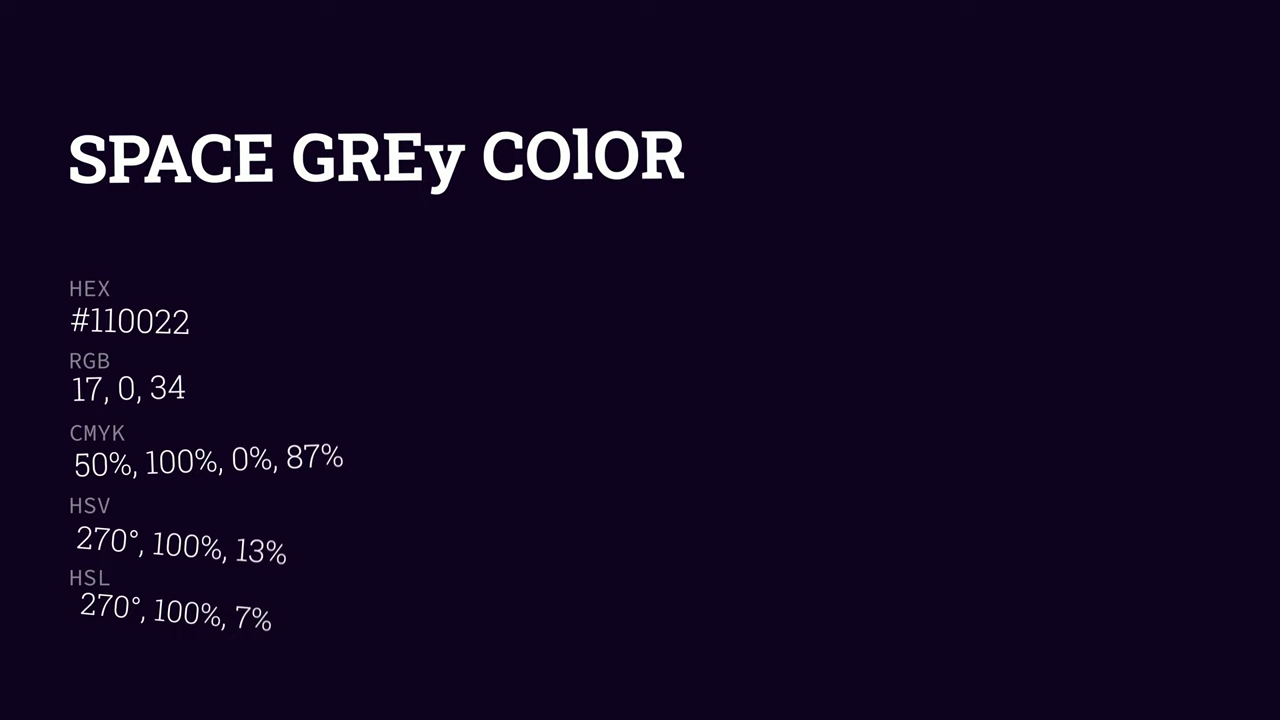 SPACE GREy COlOR
HEX
#110022
RGB
17, 0, 34
CMYK
50%, 100%, 0%, 87%
HSV
270°, 100%, 13%
HSL
270°, 100%, 7%